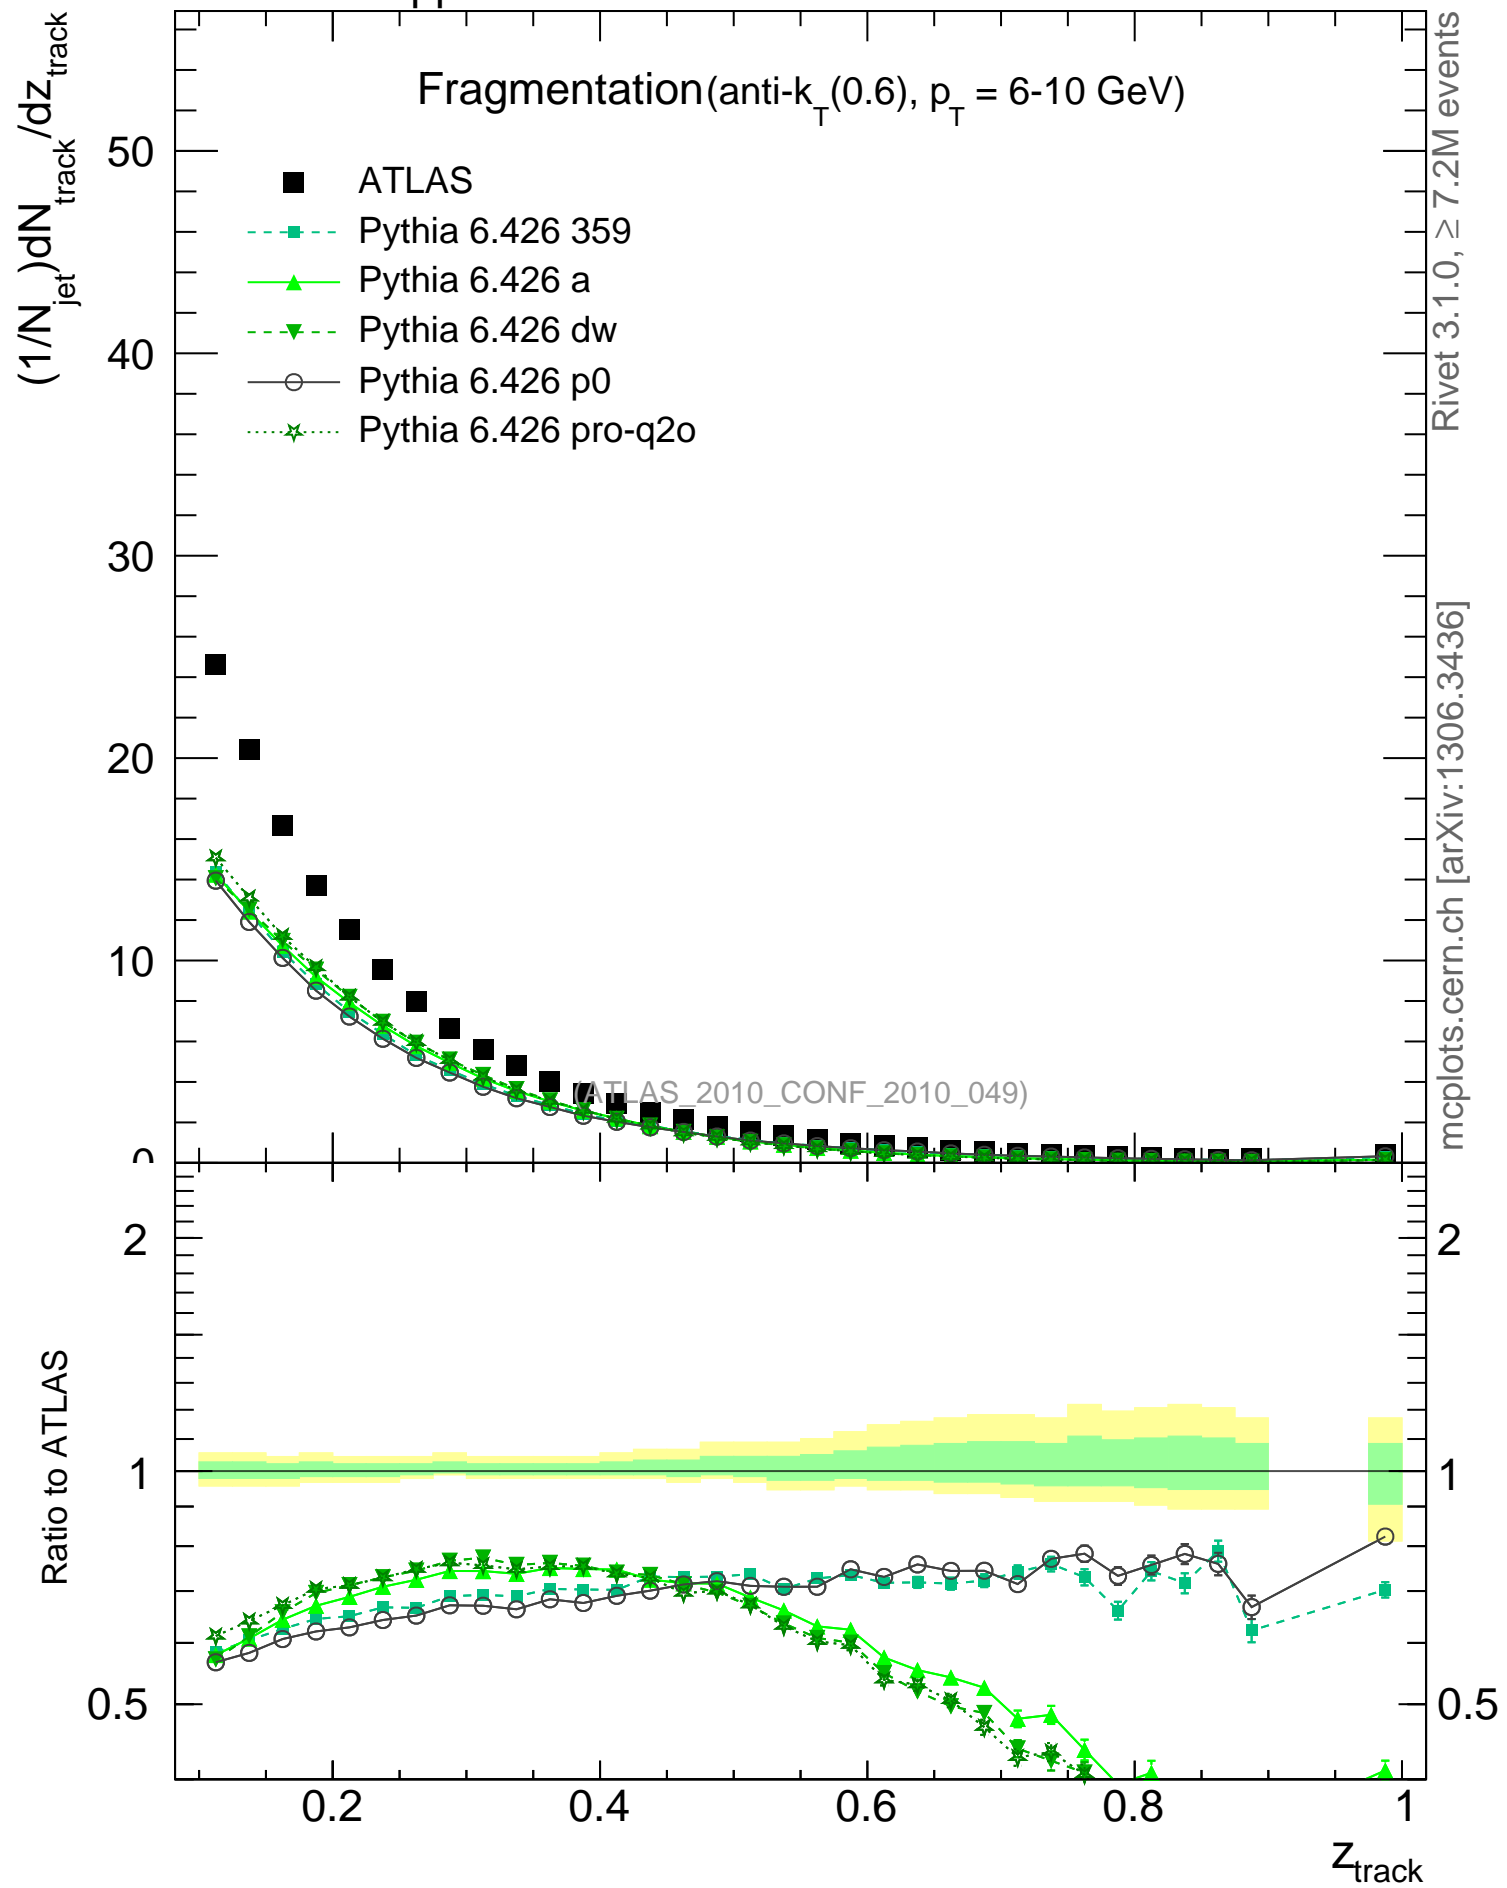 pp
Fragmentation (anti-k_T(0.6), p_T = 6-10 GeV)
(1/N_jet)dN_track/dz_track
ATLAS
Pythia 6.426 359
Pythia 6.426 a
Pythia 6.426 dw
Pythia 6.426 p0
Pythia 6.426 pro-q2o
50
40
30
20
10
0
(ATLAS_2010_CONF_2010_049)
Rivet 3.1.0, ≥ 7.2M events
mcplots.cern.ch [arXiv:1306.3436]
Ratio to ATLAS
2
1
0.5
2
1
0.5
0.2
0.4
0.6
0.8
1
z_track